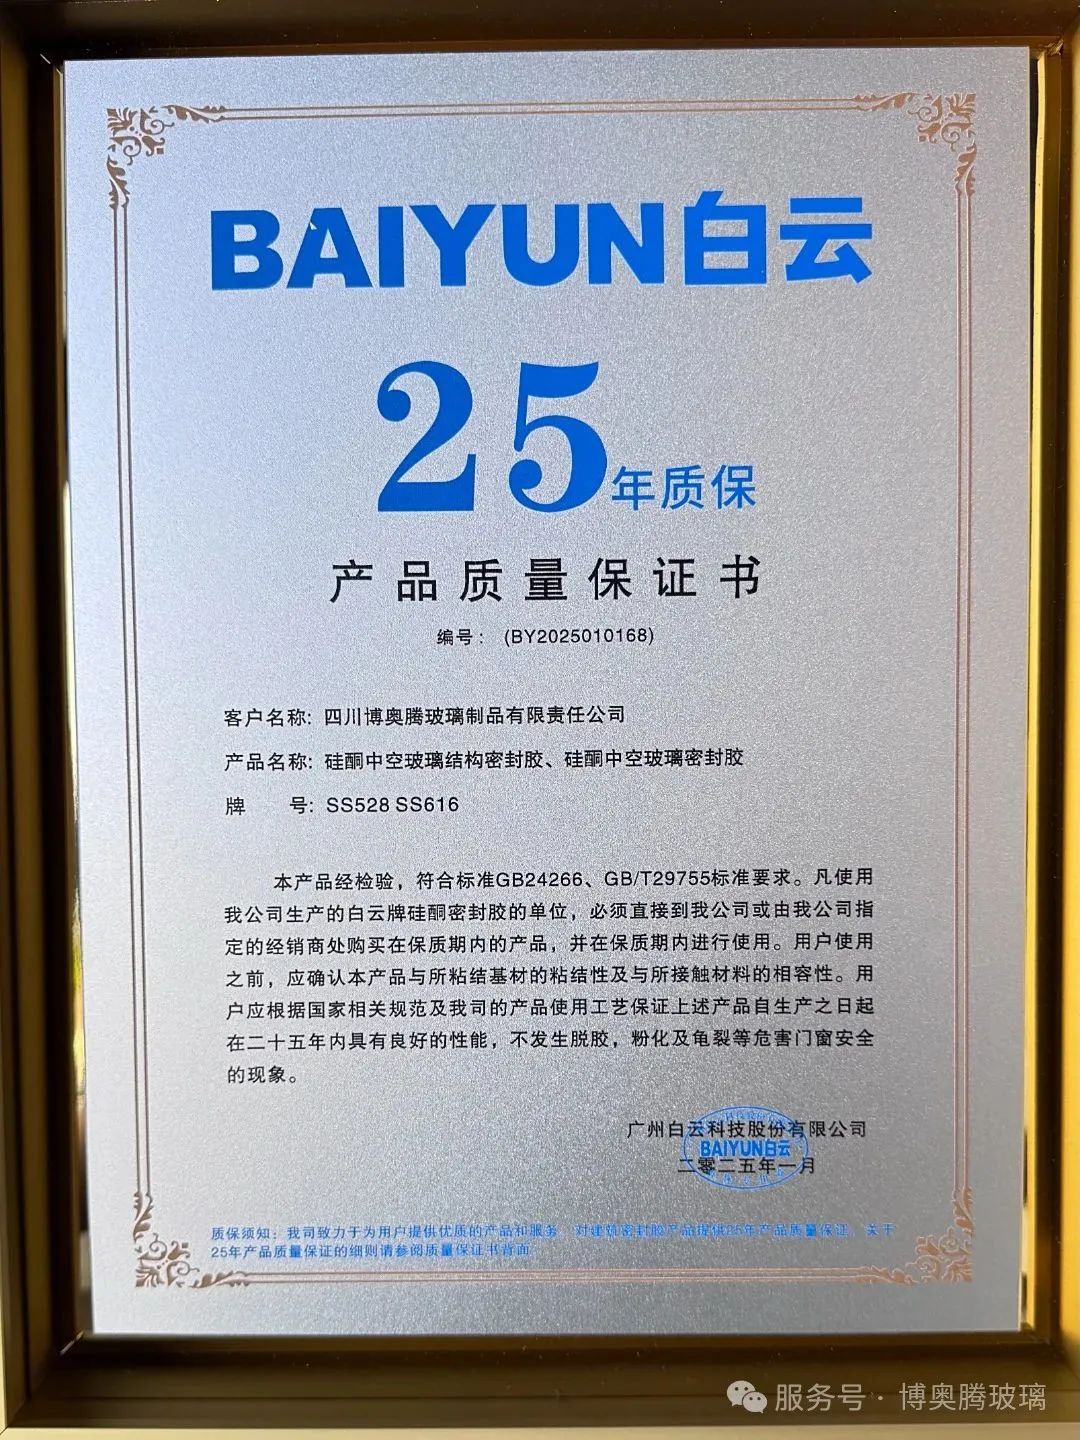 BAIYUN白云
25年质保
产品质量保证书
编号：(BY2025010168)
客户名称：四川博奥腾玻璃制品有限责任公司
产品名称：硅酮中空玻璃结构密封胶、硅酮中空玻璃密封胶
牌 号：SS528 SS616
本产品经检验，符合标准GB24266、GB/T29755标准要求。凡使用
我公司生产的白云牌硅酮密封胶的单位，必须直接到我公司或由我公司指
定的经销商处购买在保质期内的产品，并在保质期内进行使用。用户使用
之前，应确认本产品与所粘结基材的粘结性及与所接触材料的相容性。用
户应根据国家相关规范及我司的产品使用工艺保证上述产品自生产之日起
在二十五年内具有良好的性能，不发生脱胶，粉化及龟裂等危害门窗安全
的现象。
广州白云科技股份有限公司
BAIYUN白云
二零二五年一月
质保须知：我司致力于为用户提供优质的产品和服务，对建筑密封胶产品提供25年产品质量保证，关于
25年产品质量保证的细则请参阅质量保证书背面
服务号·博奥腾玻璃